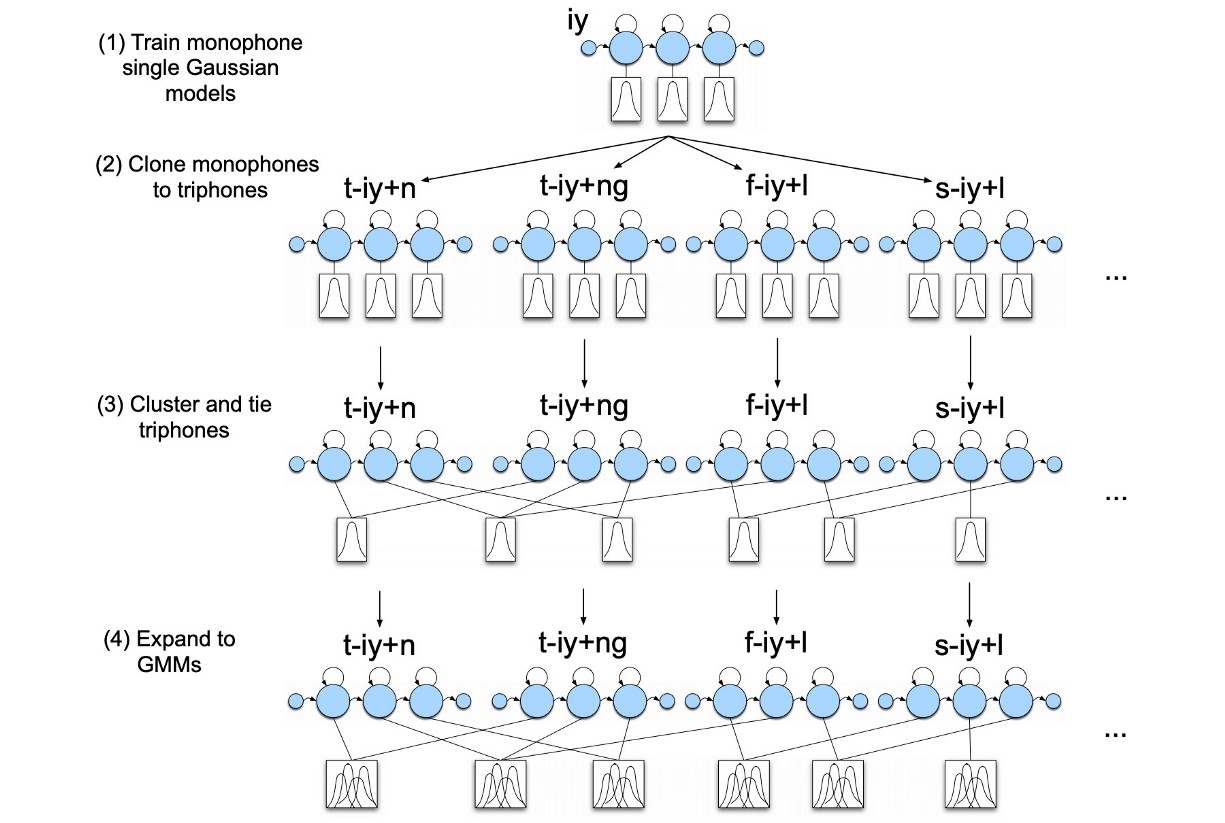 iy
(1) Train monophone
single Gaussian
models
(2) Clone monophones
to triphones
t-iy+n
t-iy+ng
f-iy+l
s-iy+l
...
(3) Cluster and tie
triphones
t-iy+n
t-iy+ng
f-iy+l
s-iy+l
...
(4) Expand to
GMMs
t-iy+n
t-iy+ng
f-iy+l
s-iy+l
...